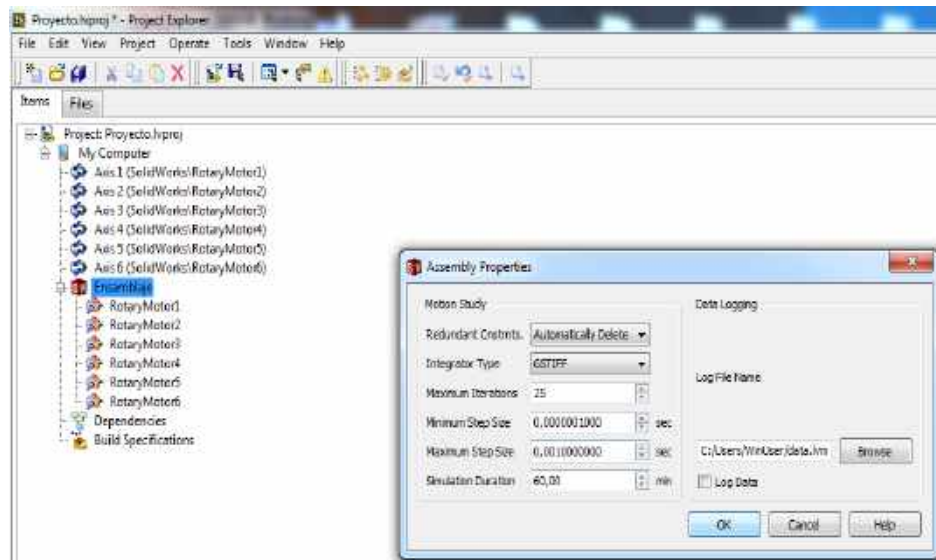 Proyecto.lvproj * - Project Explorer
File Edit View Project Operate Tools Window Help
Items Files
Project: Proyecto.lvproj
My Computer
Axis 1 (SolidWorks\RotaryMotor1)
Axis 2 (SolidWorks\RotaryMotor2)
Axis 3 (SolidWorks\RotaryMotor3)
Axis 4 (SolidWorks\RotaryMotor4)
Axis 5 (SolidWorks\RotaryMotor5)
Axis 6 (SolidWorks\RotaryMotor6)
Ensamblaje
RotaryMotor1
RotaryMotor2
RotaryMotor3
RotaryMotor4
RotaryMotor5
RotaryMotor6
Dependencies
Build Specifications
Assembly Properties
Motion Study
Redundant Cnstrnts. Automatically Delete
Integrator Type GSTIFF
Maximum Iterations 25
Minimum Step Size 0,0000001000 sec
Maximum Step Size 0,0010000000 sec
Simulation Duration 60,00 min
Data Logging
Log File Name
C:/Users/WinUser/data.lvm Browse
Log Data
OK Cancel Help